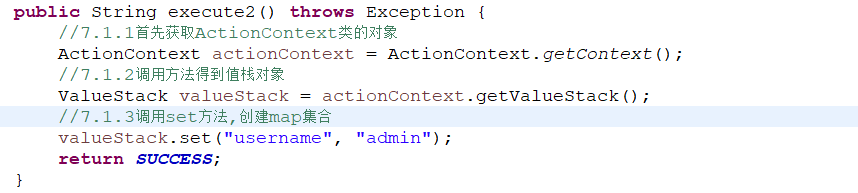 public String execute2() throws Exception {
//7.1.1首先获取ActionContext类的对象
ActionContext actionContext = ActionContext.getContext();
//7.1.2调用方法得到值栈对象
ValueStack valueStack = actionContext.getValueStack();
//7.1.3调用set方法,创建map集合
valueStack.set("username", "admin");
return SUCCESS;
}